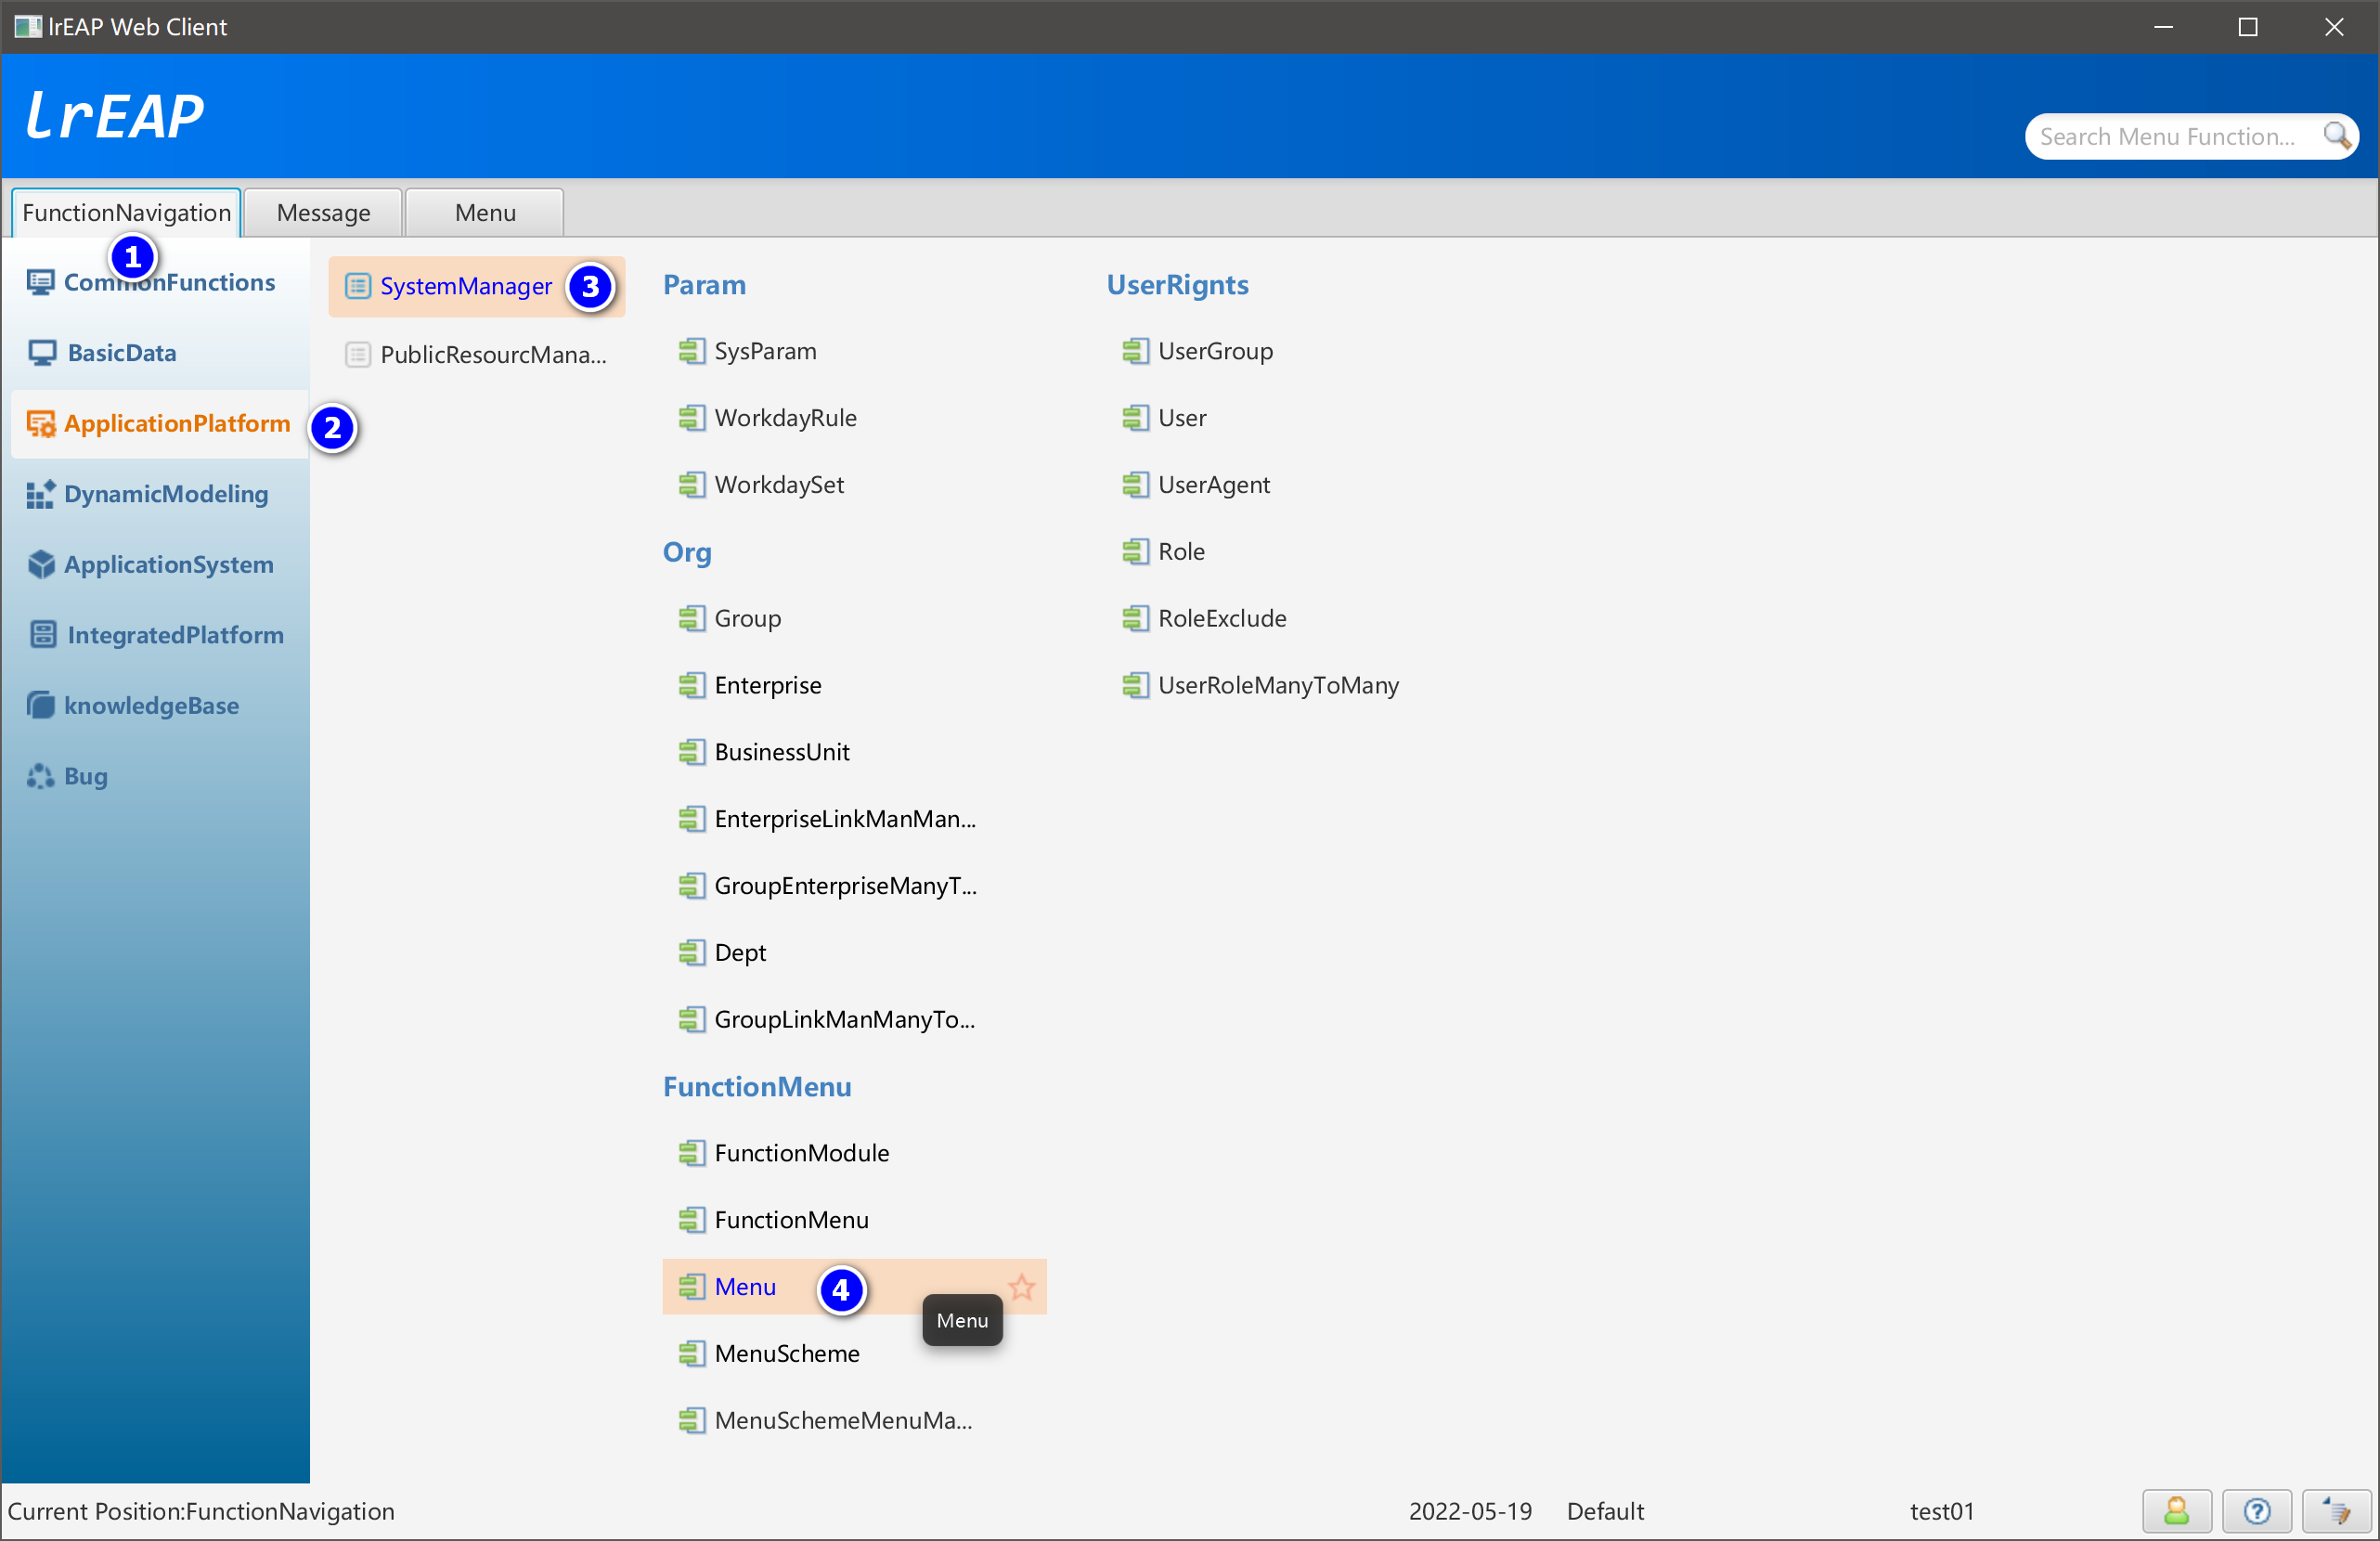 lrEAP Web Client
lrEAP
Search Menu Function...
FunctionNavigation
Message
Menu
1
CommonFunctions
BasicData
ApplicationPlatform
2
DynamicModeling
ApplicationSystem
IntegratedPlatform
knowledgeBase
Bug
SystemManager
3
PublicResourcMana...
Param
SysParam
WorkdayRule
WorkdaySet
Org
Group
Enterprise
BusinessUnit
EnterpriseLinkManMan...
GroupEnterpriseManyT...
Dept
GroupLinkManManyTo...
FunctionMenu
FunctionModule
FunctionMenu
Menu
4
Menu
MenuScheme
MenuSchemeMenuMa...
UserRignts
UserGroup
User
UserAgent
Role
RoleExclude
UserRoleManyToMany
Current Position:FunctionNavigation
2022-05-19
Default
test01